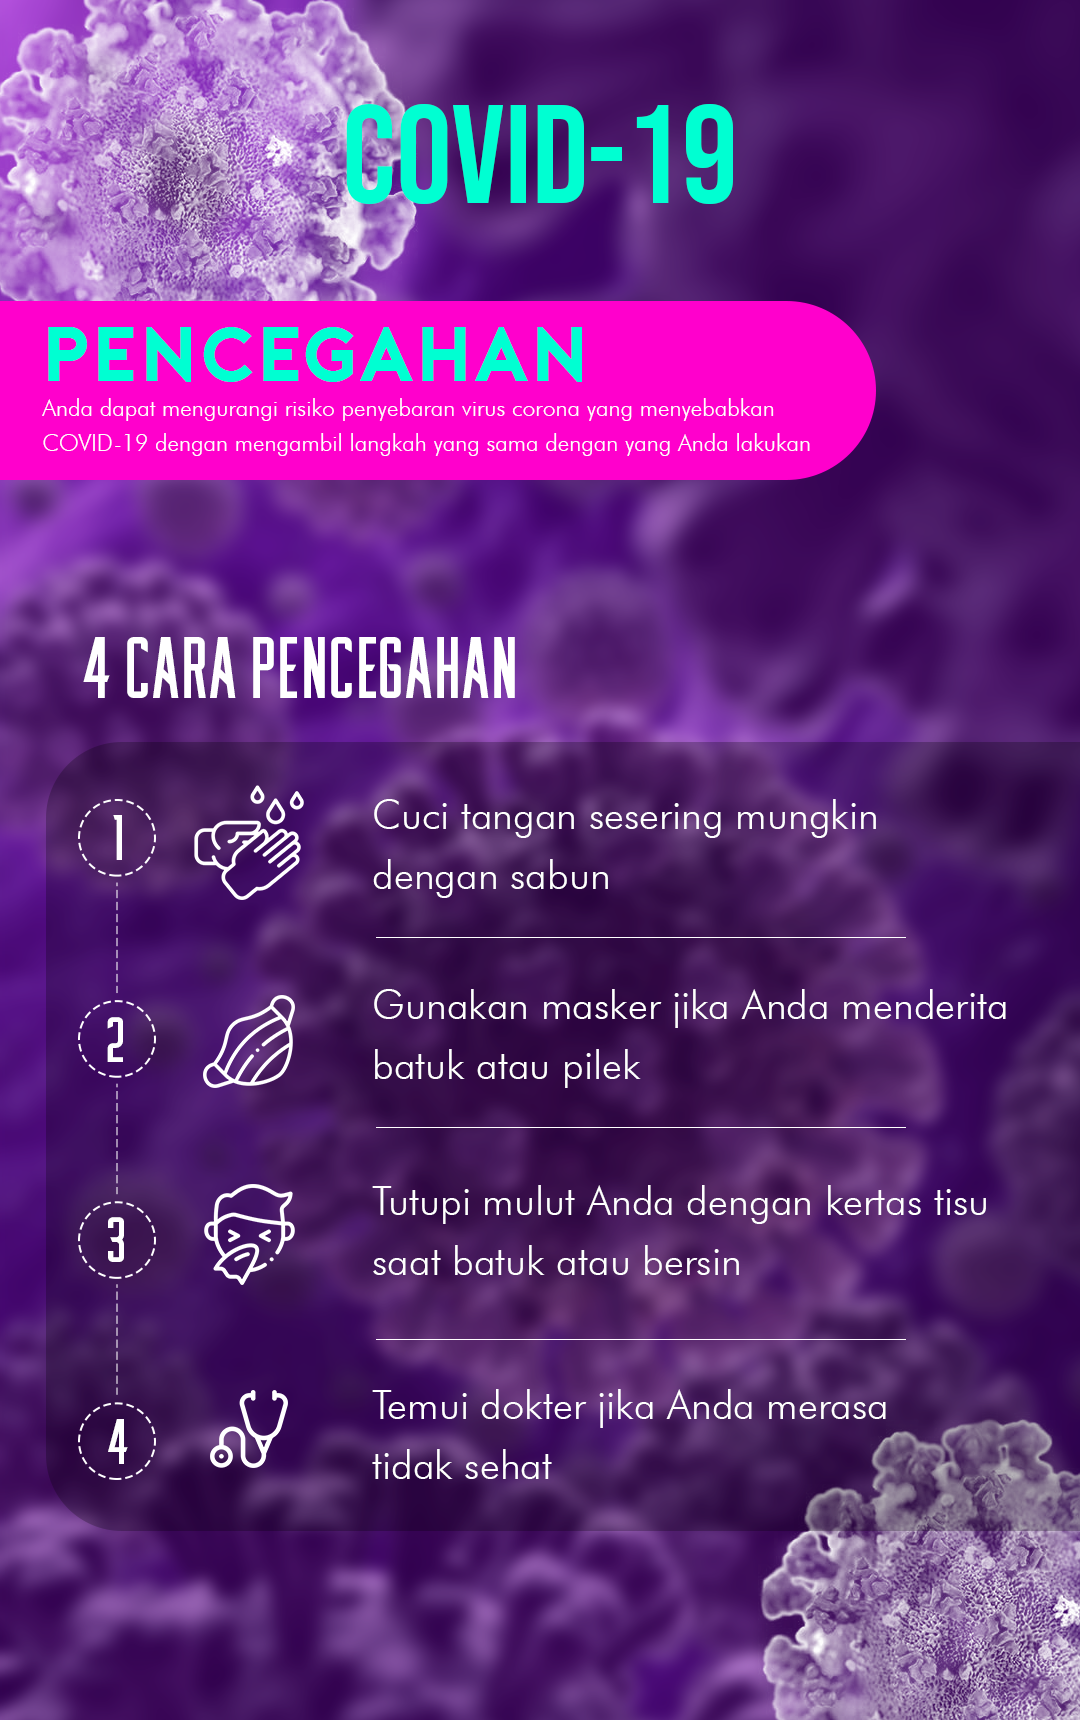 COVID-19
PENCEGAHAN
Anda dapat mengurangi risiko penyebaran virus corona yang menyebabkan
COVID-19 dengan mengambil langkah yang sama dengan yang Anda lakukan
4 CARA PENCEGAHAN
1
Cuci tangan sesering mungkin
dengan sabun
2
Gunakan masker jika Anda menderita
batuk atau pilek
3
Tutupi mulut Anda dengan kertas tisu
saat batuk atau bersin
4
Temui dokter jika Anda merasa
tidak sehat